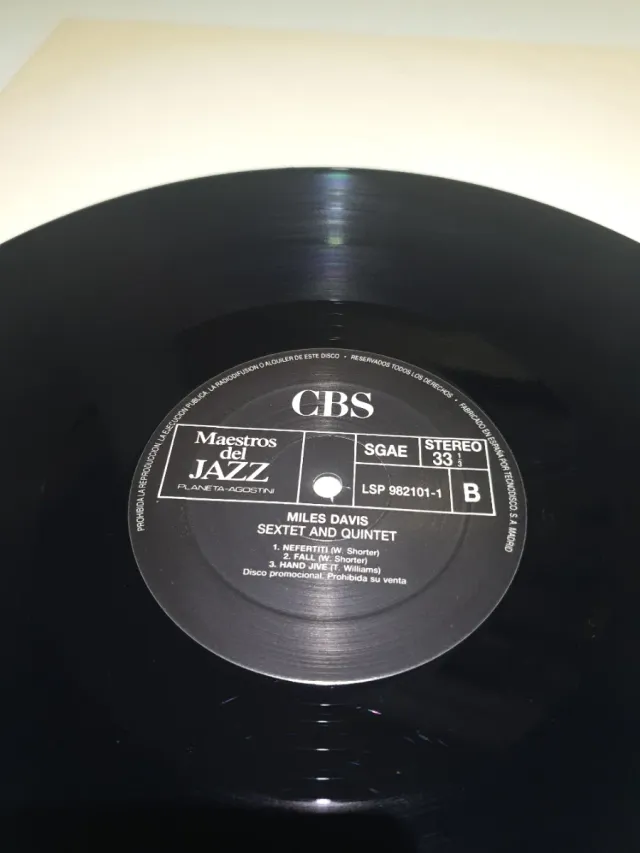 PROHIBIDA LA REPRODUCCION, LA EJECUCION PUBLICA, LA RADIODIFUSION O ALQUILER DE ESTE DISCO • RESERVADOS TODOS LOS DERECHOS • FABRICADO EN ESPAÑA POR TECNODISCO, S. A. MADRID
CBS
Maestros
del
JAZZ
PLANETA-AGOSTINI
SGAE
STEREO
33 1/3
LSP 982101-1
B
MILES DAVIS
SEXTET AND QUINTET
1. NEFERTITI (W. Shorter)
2. FALL (W. Shorter)
3. HAND JIVE (T. Williams)
Disco promocional. Prohibida su venta